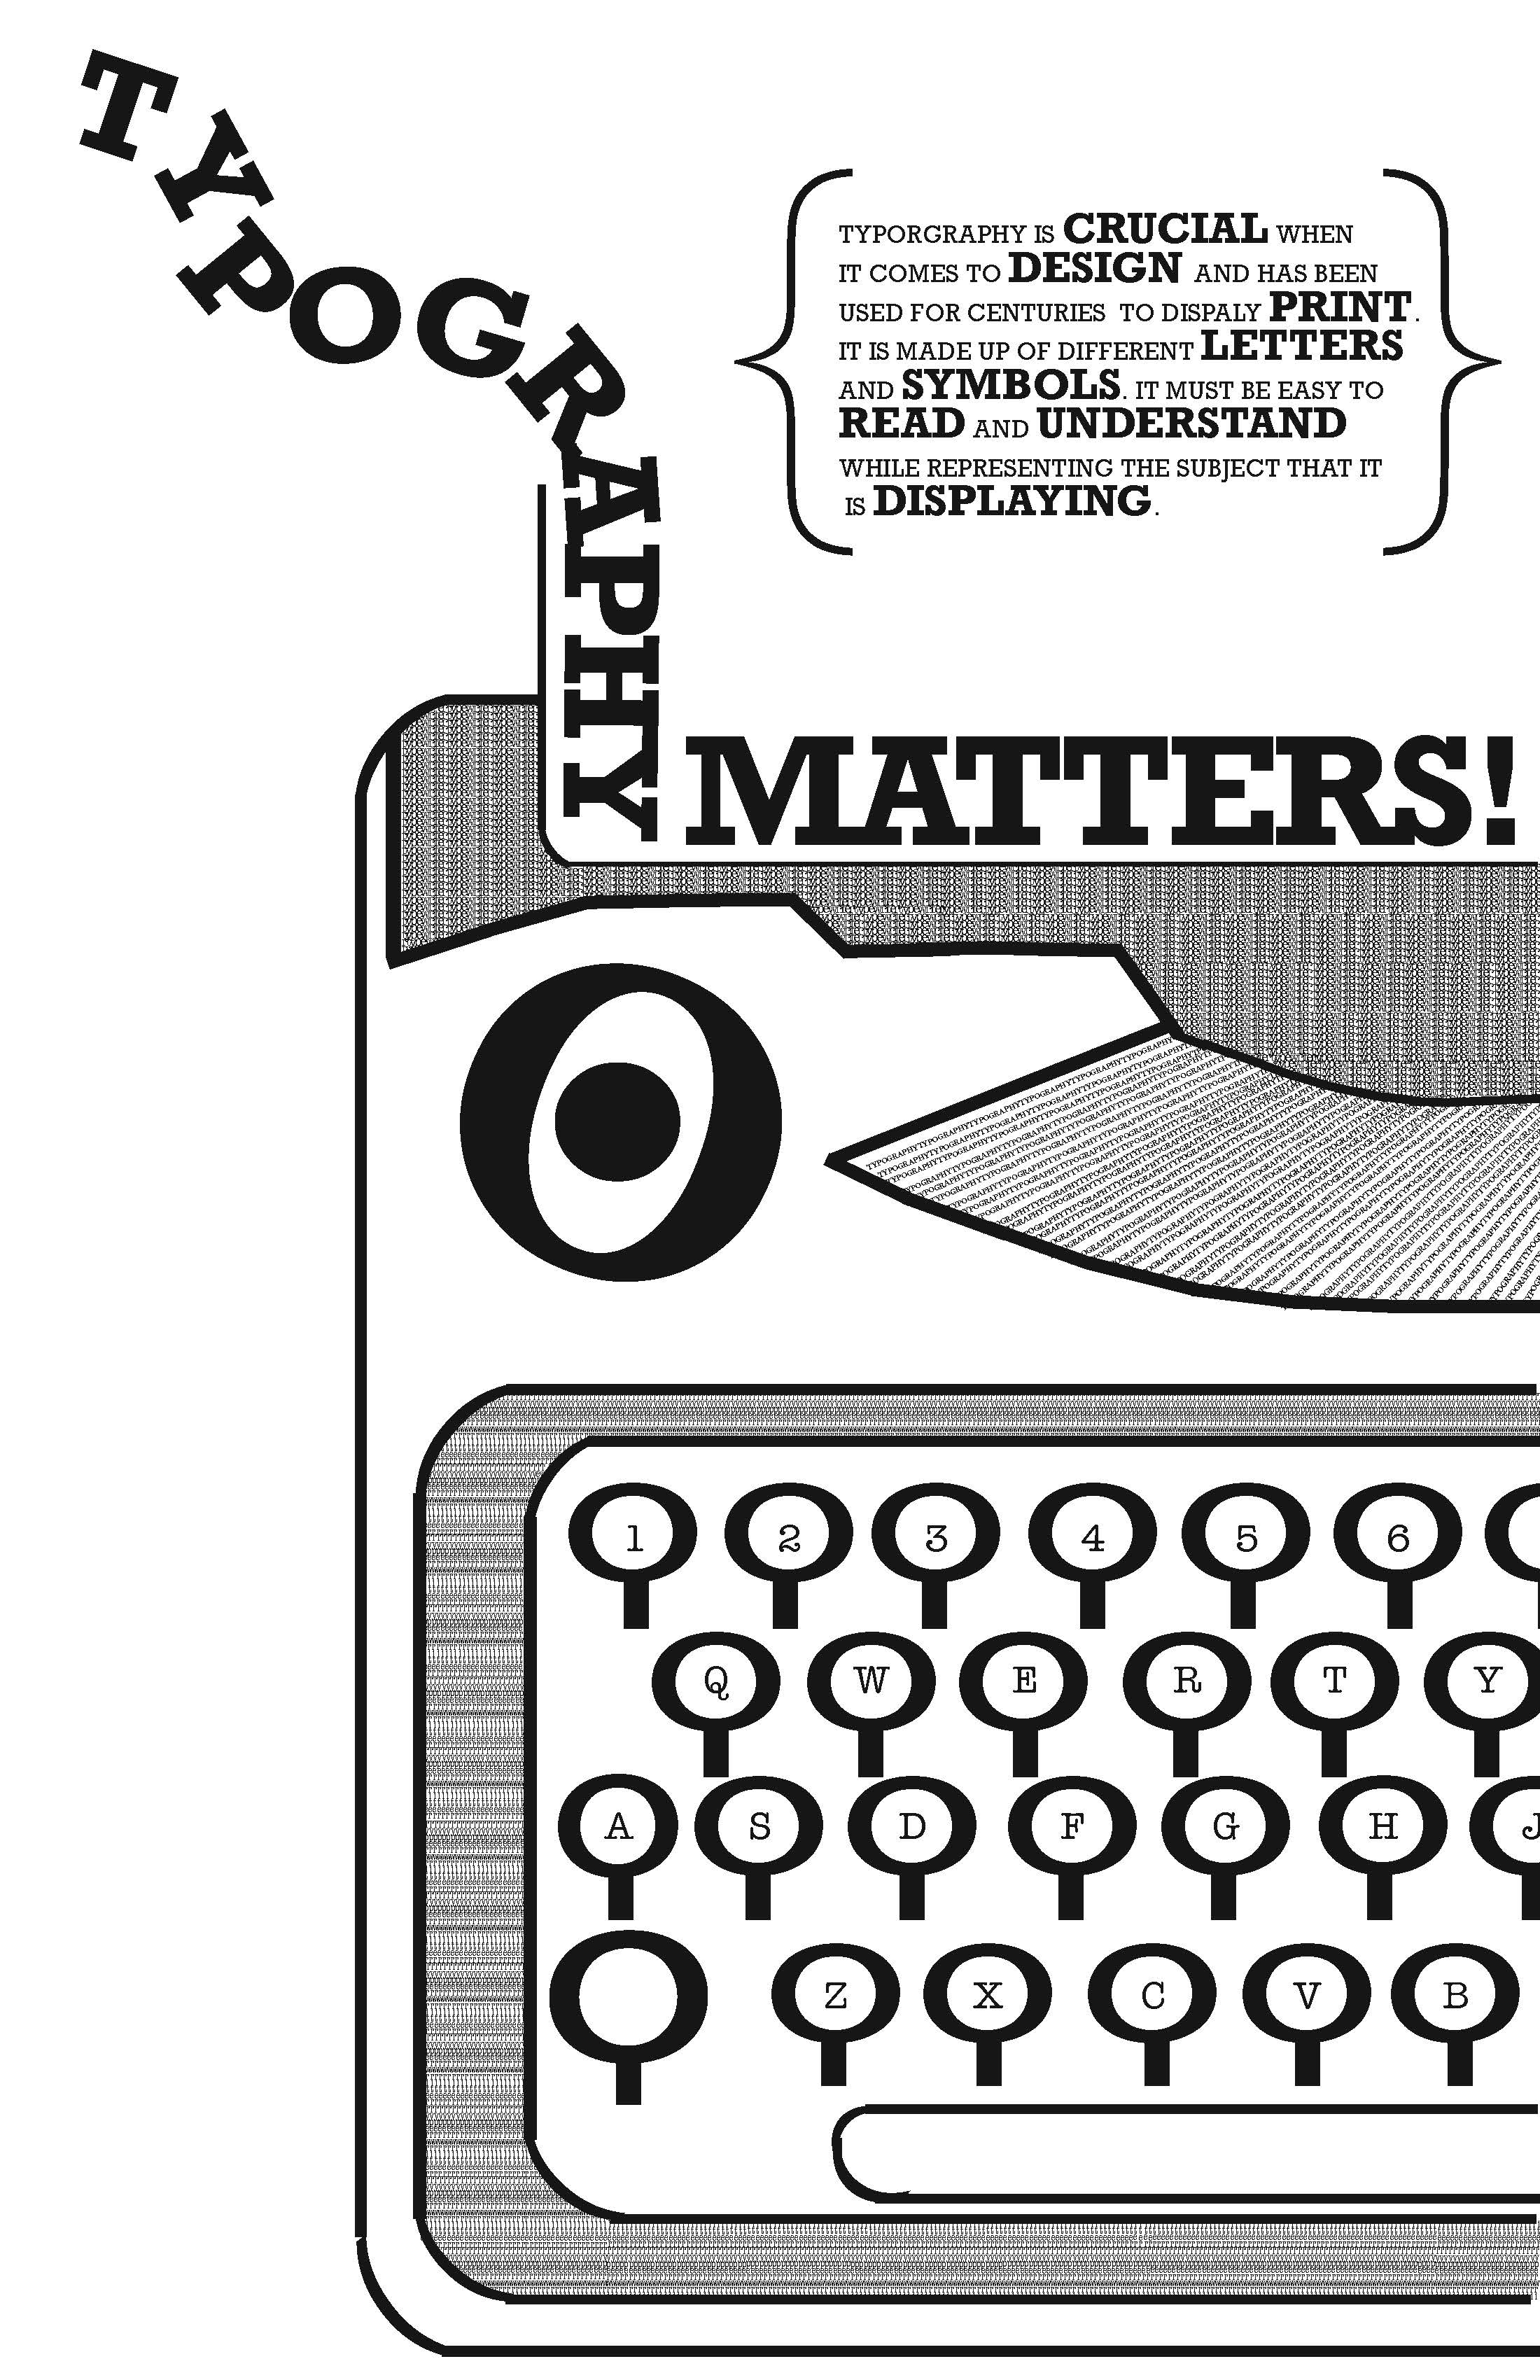 TYPOGRAPHY
TYPORGRAPHY IS CRUCIAL WHEN
IT COMES TO DESIGN AND HAS BEEN
USED FOR CENTURIES TO DISPALY PRINT.
IT IS MADE UP OF DIFFERENT LETTERS
AND SYMBOLS. IT MUST BE EASY TO
READ AND UNDERSTAND
WHILE REPRESENTING THE SUBJECT THAT IT
IS DISPLAYING.
MATTERS!
1 2 3 4 5 6
Q W E R T Y
A S D F G H J
Z X C V B